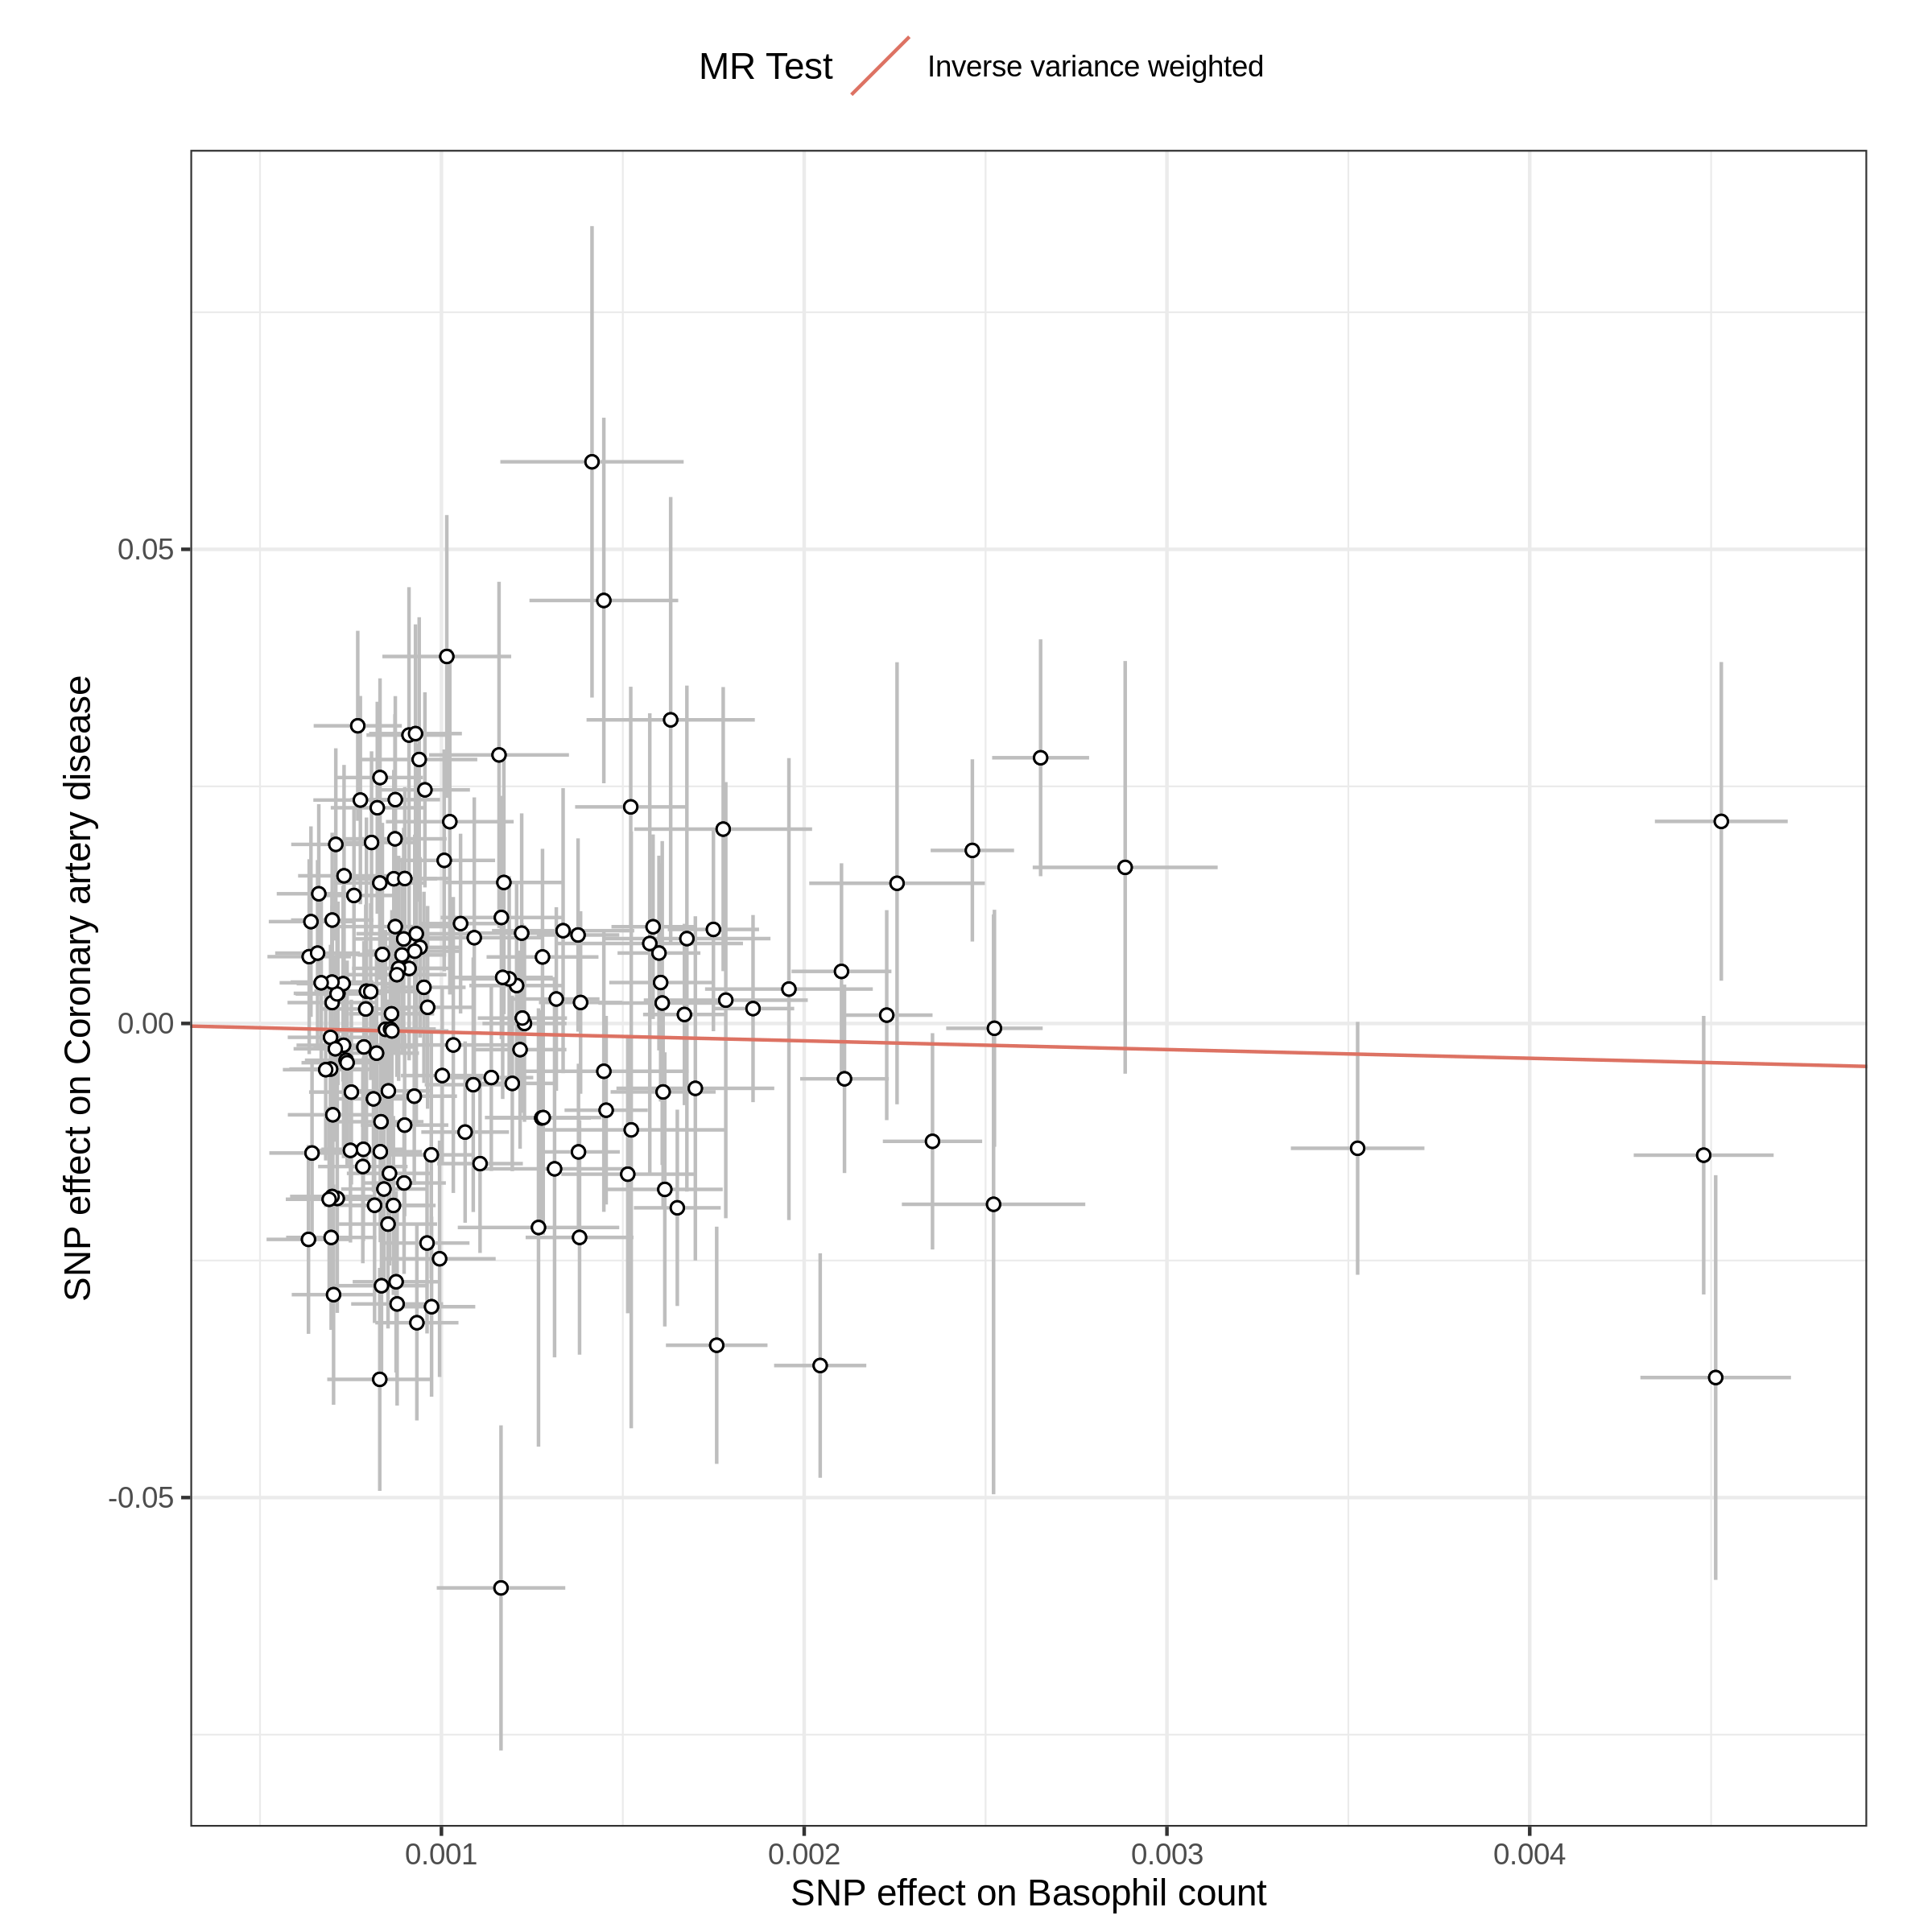 MR Test Inverse variance weighted
SNP effect on Coronary artery disease
0.05
0.00
-0.05
0.001 0.002 0.003 0.004
SNP effect on Basophil count